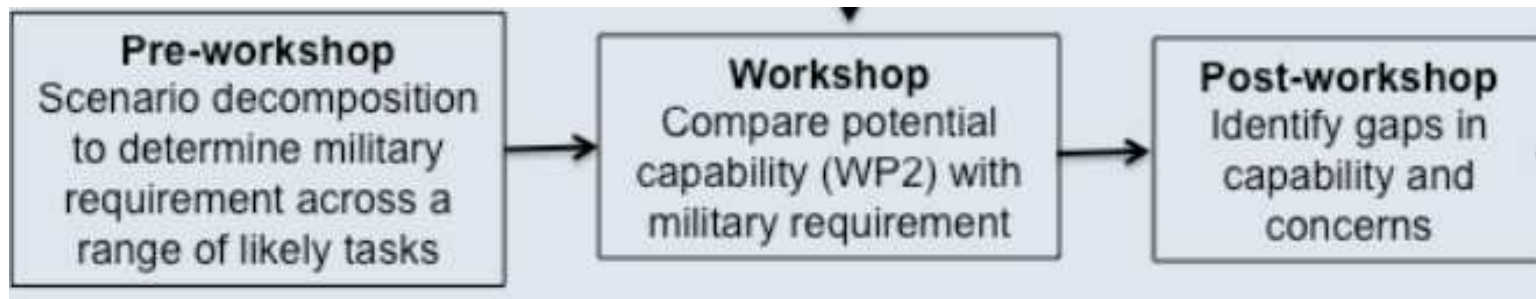 Pre-workshop
Scenario decomposition
to determine military
requirement across a
range of likely tasks
Workshop
Compare potential
capability (WP2) with
military requirement
Post-workshop
Identify gaps in
capability and
concerns